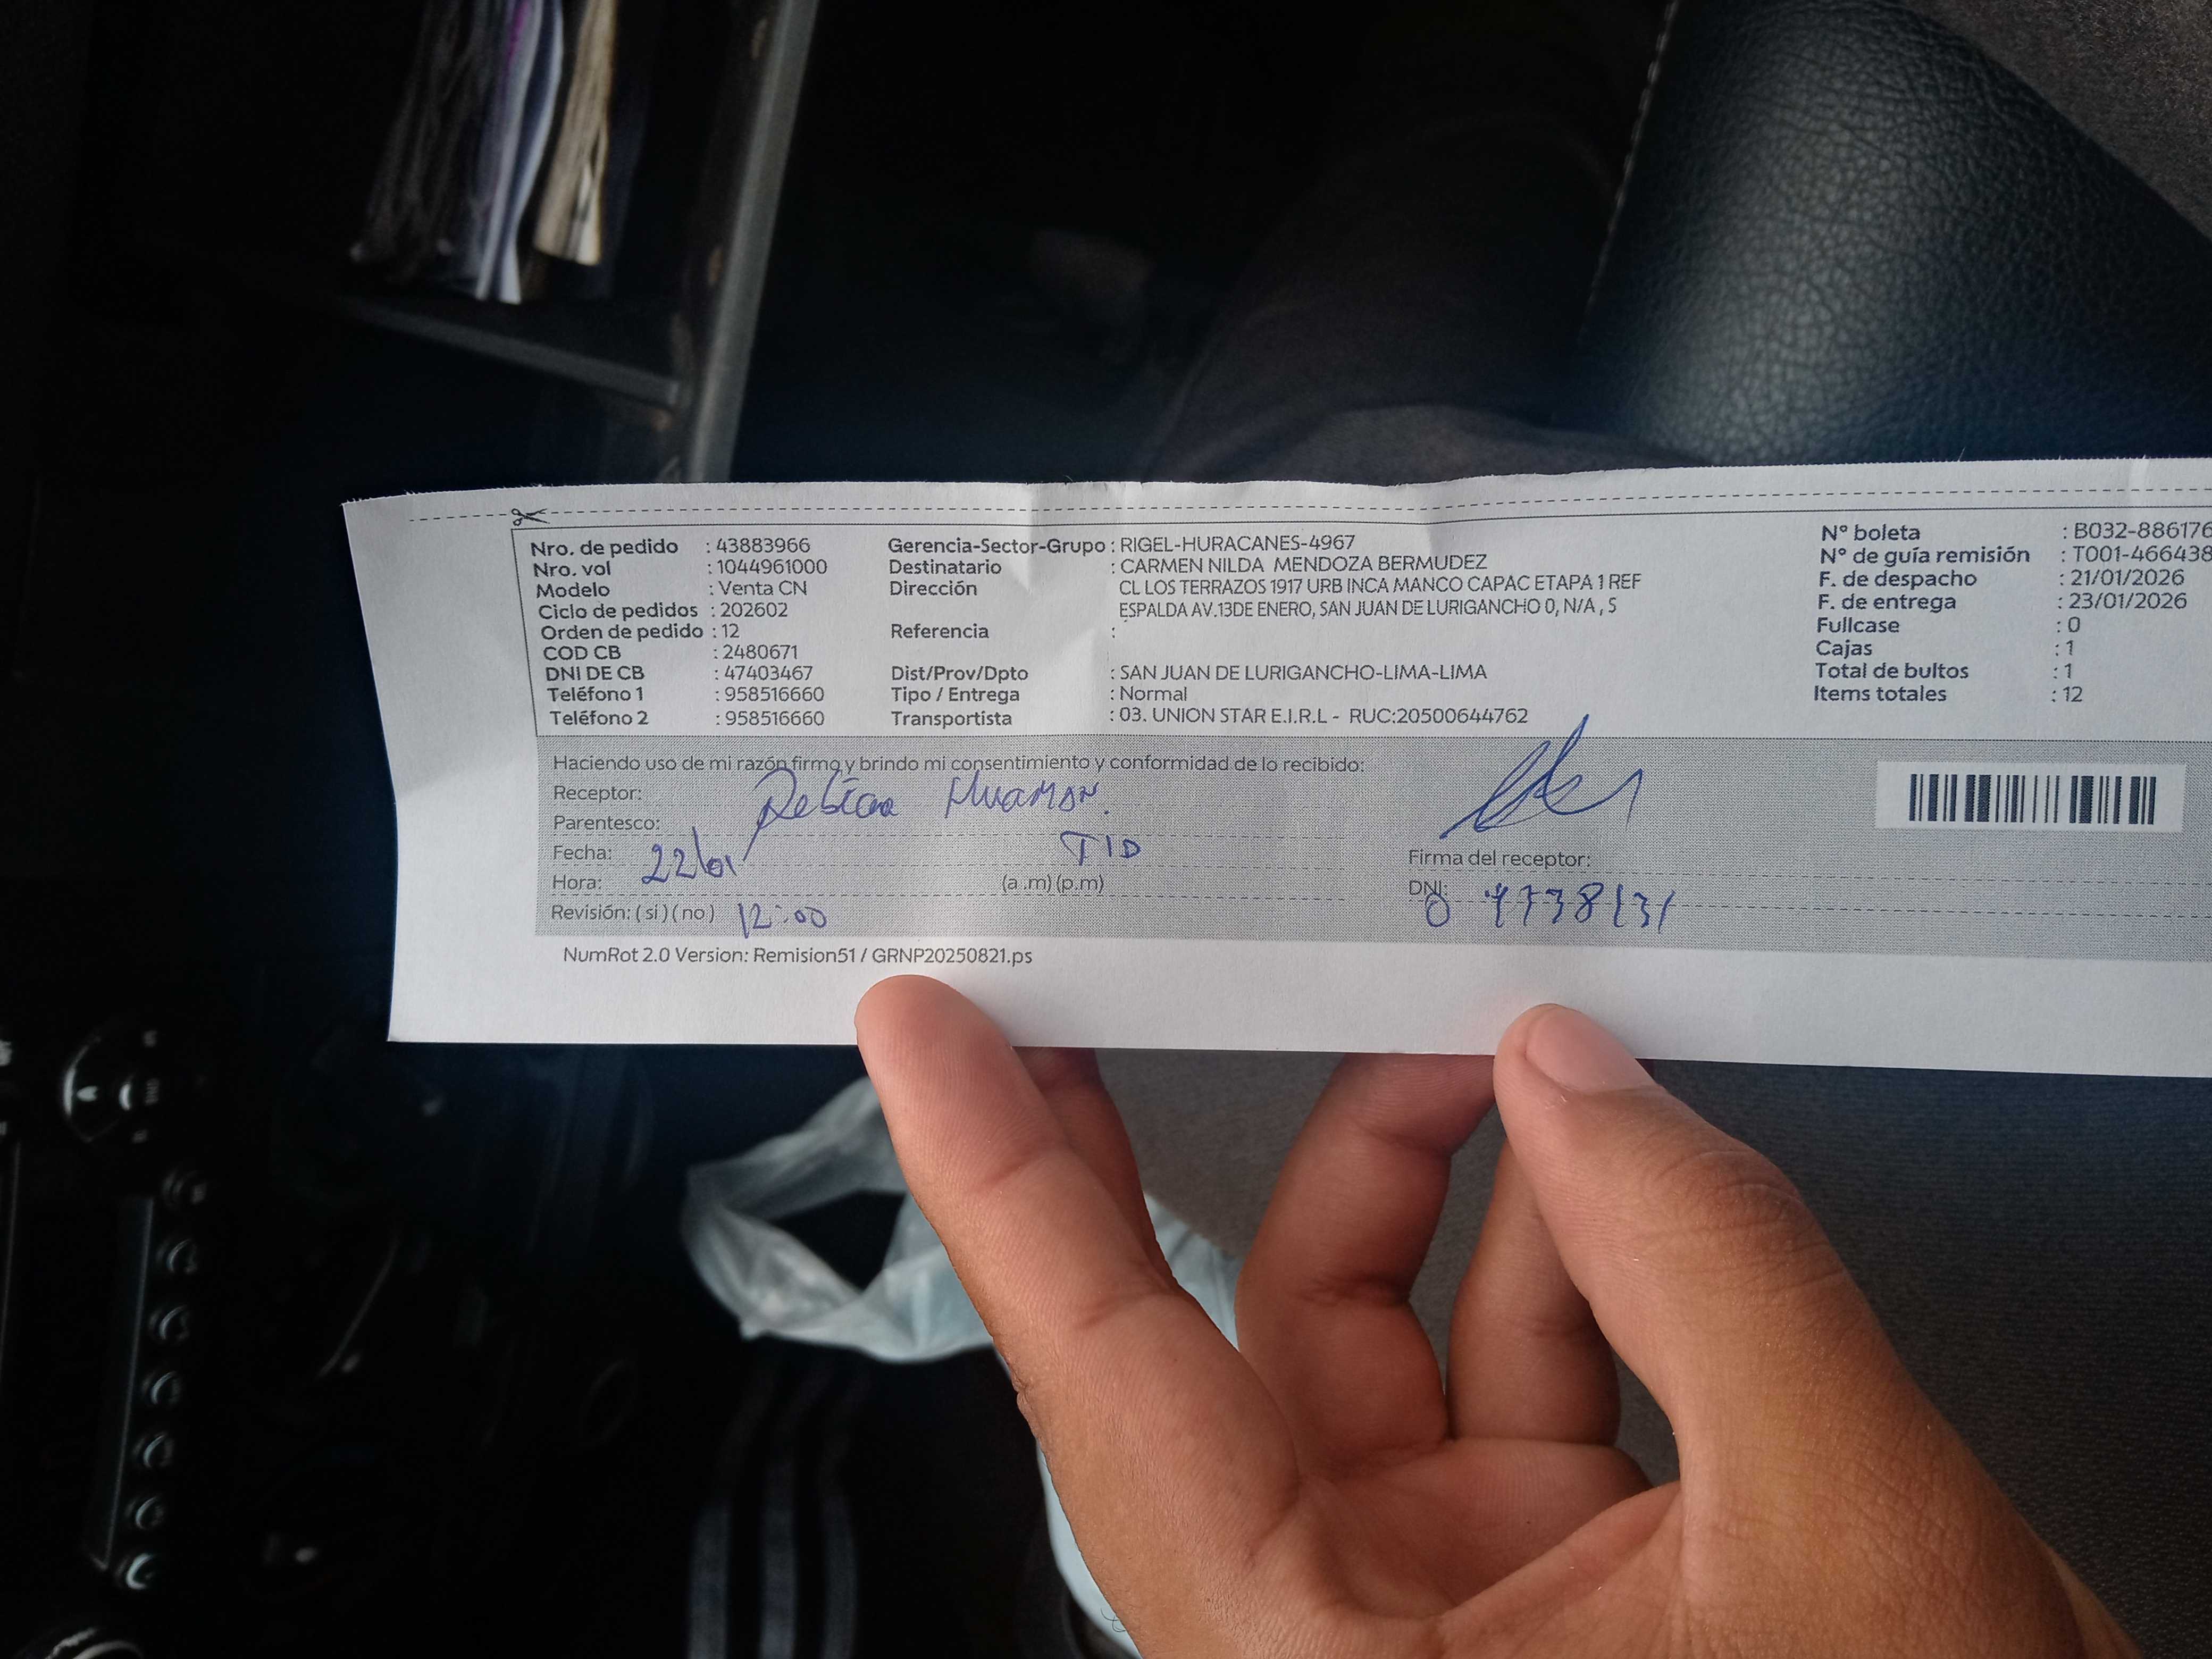 Nro. de pedido : 43883966
Nro. vol : 1044961000
Modelo : Venta CN
Ciclo de pedidos : 202602
Orden de pedido : 12
COD CB : 2480671
DNI DE CB : 47403467
Teléfono 1 : 958516660
Teléfono 2 : 958516660
Gerencia-Sector-Grupo : RIGEL-HURACANES-4967
Destinatario : CARMEN NILDA MENDOZA BERMUDEZ
Dirección CL LOS TERRAZOS 1917 URB INCA MANCO CAPAC ETAPA 1 REF
ESPALDA AV.13DE ENERO, SAN JUAN DE LURIGANCHO 0, N/A , 5
Referencia :
Dist/Prov/Dpto : SAN JUAN DE LURIGANCHO-LIMA-LIMA
Tipo / Entrega : Normal
Transportista : 03. UNION STAR E.I.R.L - RUC:20500644762
N° boleta : B032-886176
N° de guía remisión : T001-466438
F. de despacho : 21/01/2026
F. de entrega : 23/01/2026
Fullcase : 0
Cajas : 1
Total de bultos : 1
Items totales : 12
Haciendo uso de mi razón firmo y brindo mi consentimiento y conformidad de lo recibido:
Receptor:
Parentesco:
Fecha: 22/01
Hora: (a .m) (p.m)
Revisión: ( si ) ( no ) 12:00
Firma del receptor:
DNI:
NumRot 2.0 Version: Remision51 / GRNP20250821.ps